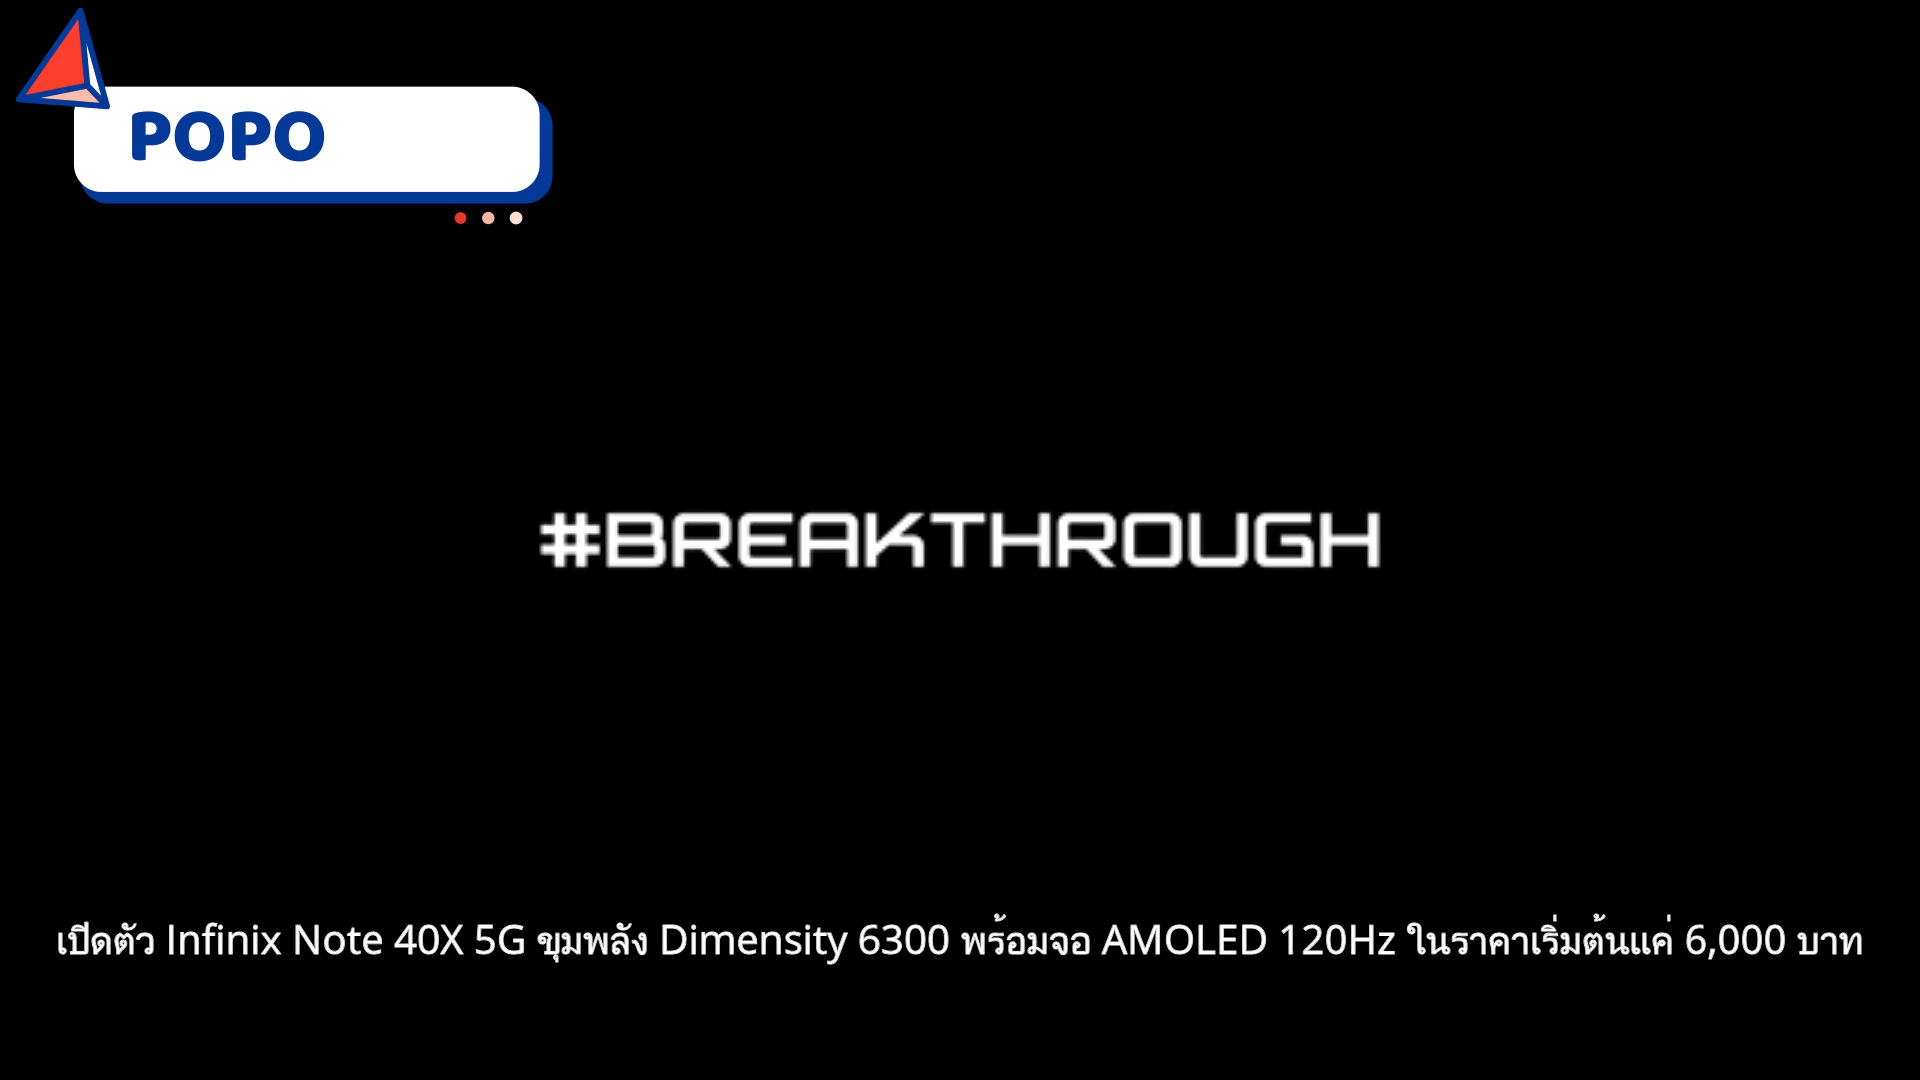 POPO
#BREAKTHROUGH
เปิดตัว Infinix Note 40X 5G ขุมพลัง Dimensity 6300 พร้อมจอ AMOLED 120Hz ในราคาเริ่มต้นแค่ 6,000 บาท